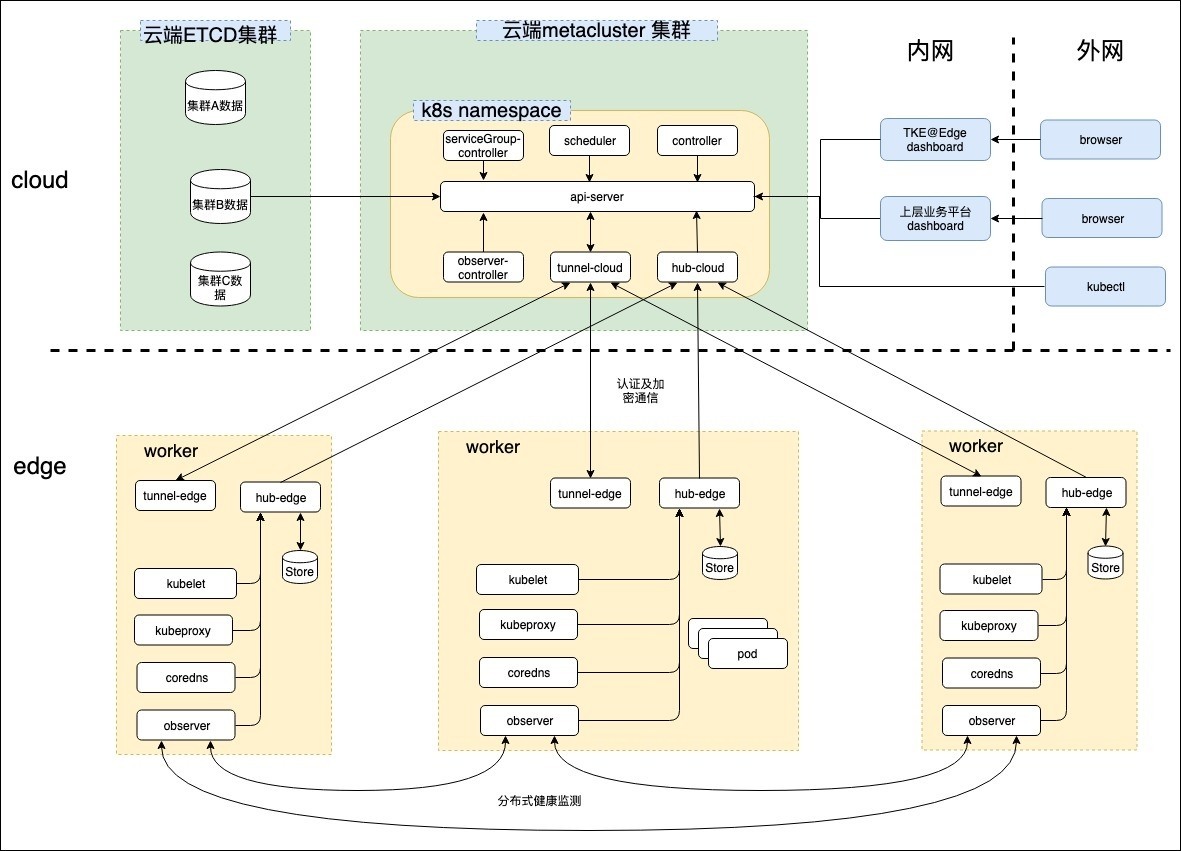 云端ETCD集群
云端metacluster 集群
内网
外网
集群A数据
k8s namespace
serviceGroup-
controller
scheduler
controller
TKE@Edge
dashboard
browser
cloud
集群B数据
api-server
上层业务平台
dashboard
browser
集群C数
据
observer-
controller
tunnel-cloud
hub-cloud
kubectl
认证及加
密通信
edge
worker
tunnel-edge
hub-edge
Store
kubelet
kubeproxy
coredns
observer
worker
tunnel-edge
hub-edge
Store
kubelet
kubeproxy
pod
coredns
observer
worker
tunnel-edge
hub-edge
Store
kubelet
kubeproxy
coredns
observer
分布式健康监测